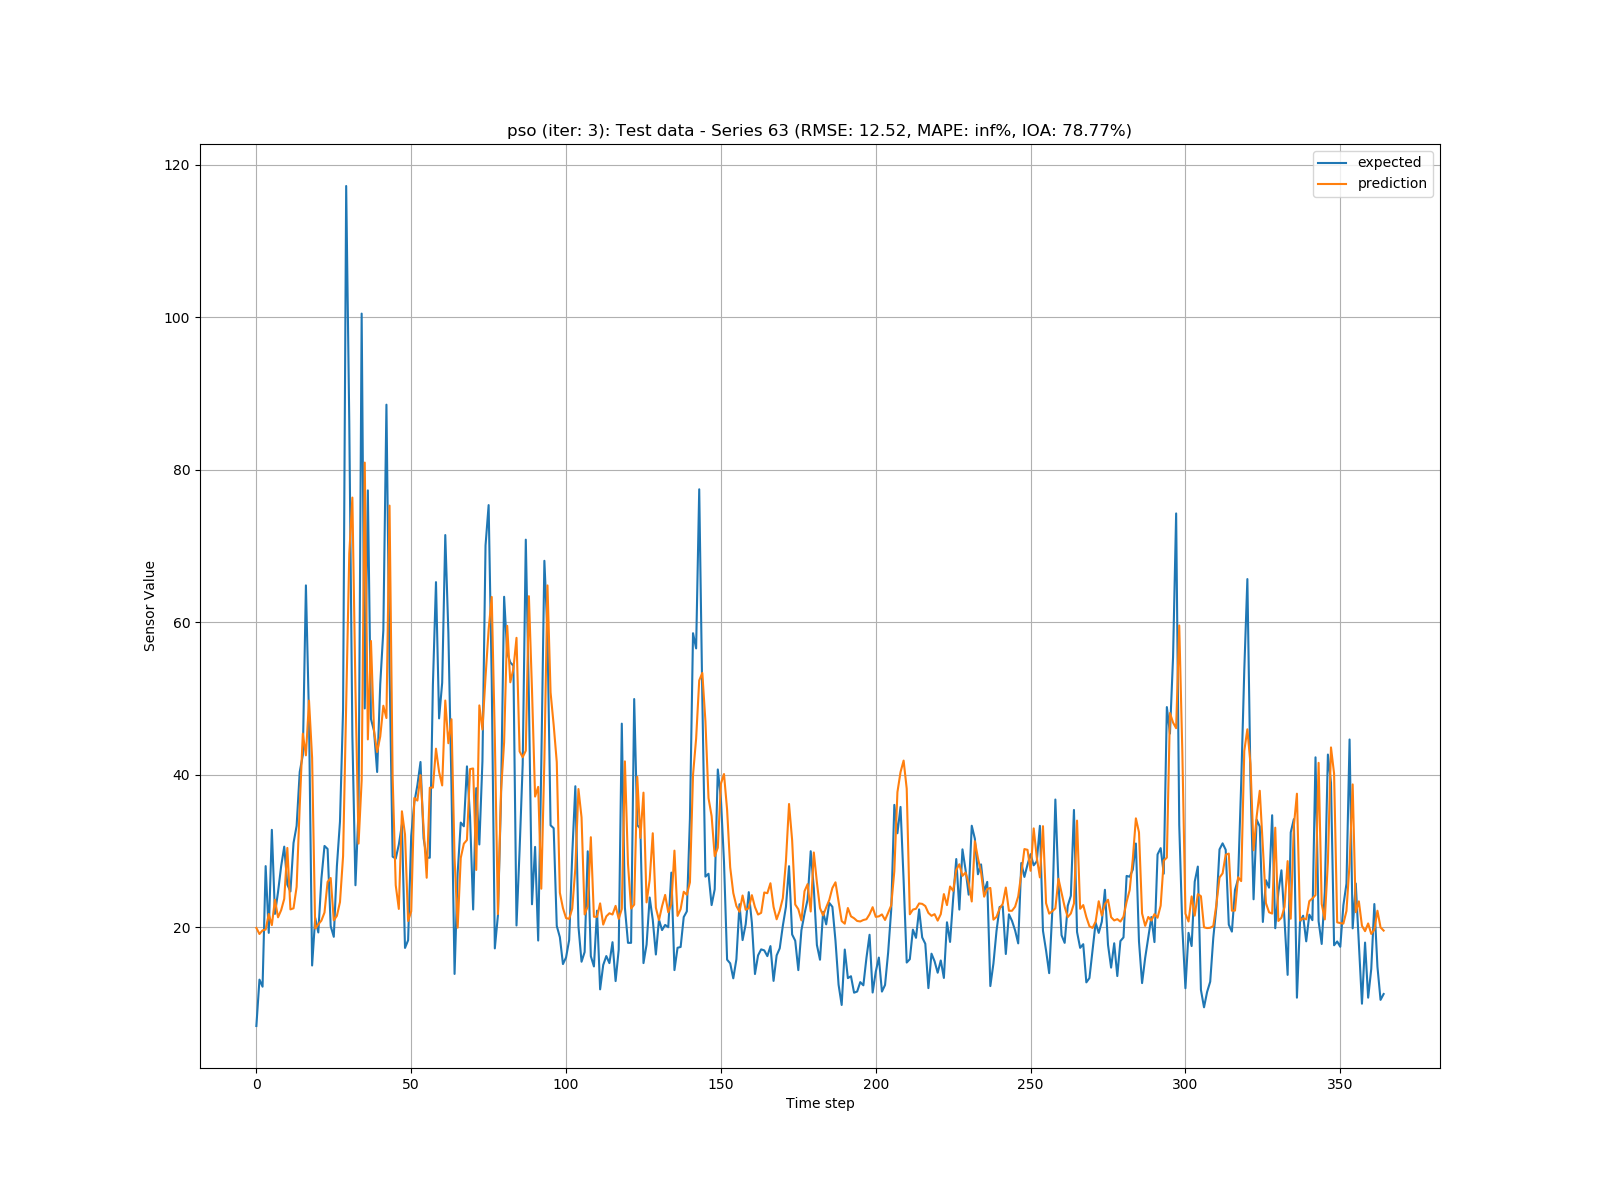 pso (iter: 3): Test data - Series 63 (RMSE: 12.52, MAPE: inf%, IOA: 78.77%)
expected
prediction
120
100
80
60
40
20
Sensor Value
0 50 100 150 200 250 300 350
Time step